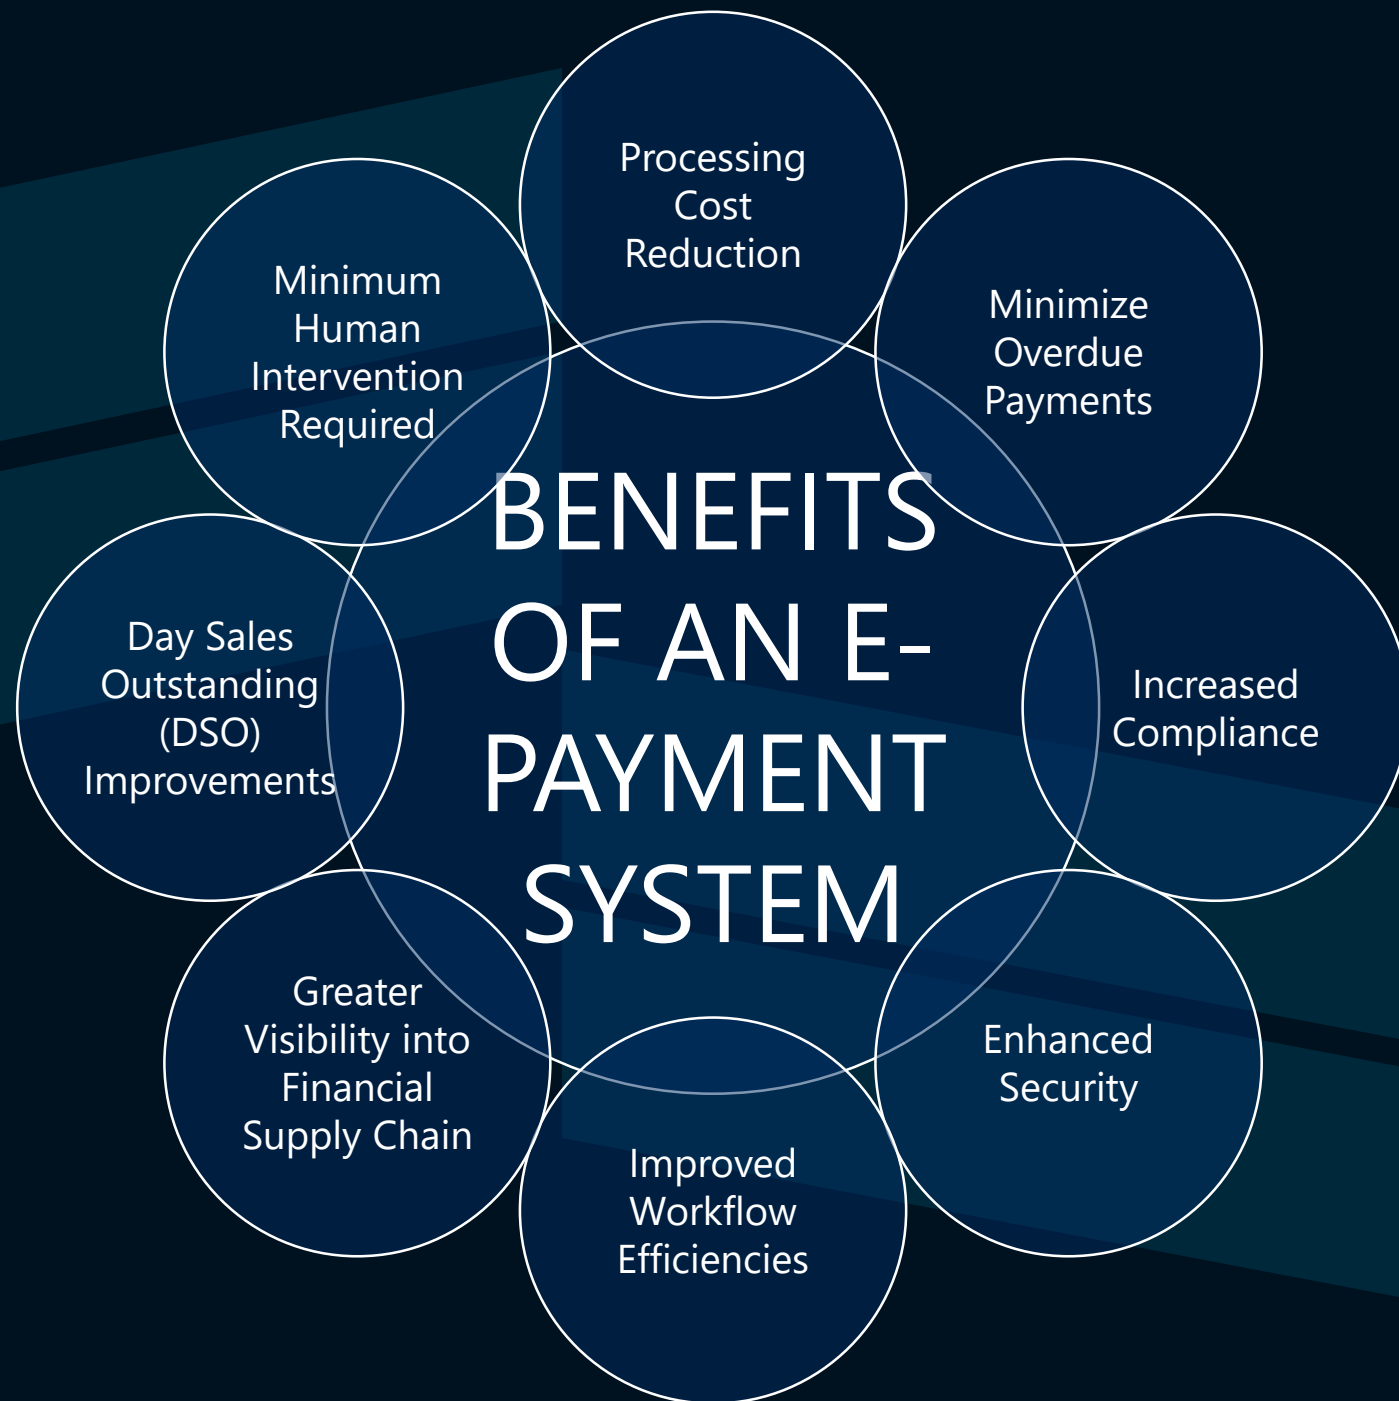 Processing
Cost
Reduction
Minimize
Overdue
Payments
Increased
Compliance
Enhanced
Security
Improved
Workflow
Efficiencies
Greater
Visibility into
Financial
Supply Chain
Day Sales
Outstanding
(DSO)
Improvements
Minimum
Human
Intervention
Required
BENEFITS
OF AN E-
PAYMENT
SYSTEM